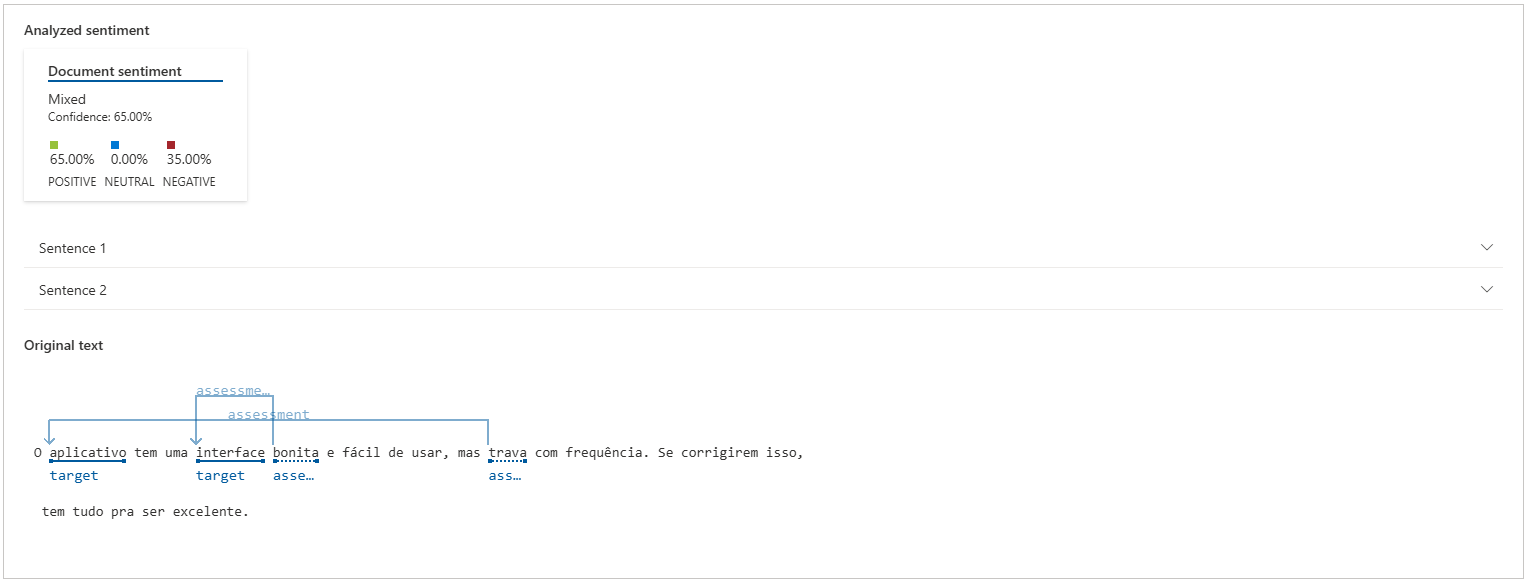 Analyzed sentiment
Document sentiment
Mixed
Confidence: 65.00%
65.00% 0.00% 35.00%
POSITIVE NEUTRAL NEGATIVE
Sentence 1
Sentence 2
Original text
assessme…
assessment
O aplicativo tem uma interface bonita e fácil de usar, mas trava com frequência. Se corrigirem isso,
target target asse… ass…
tem tudo pra ser excelente.